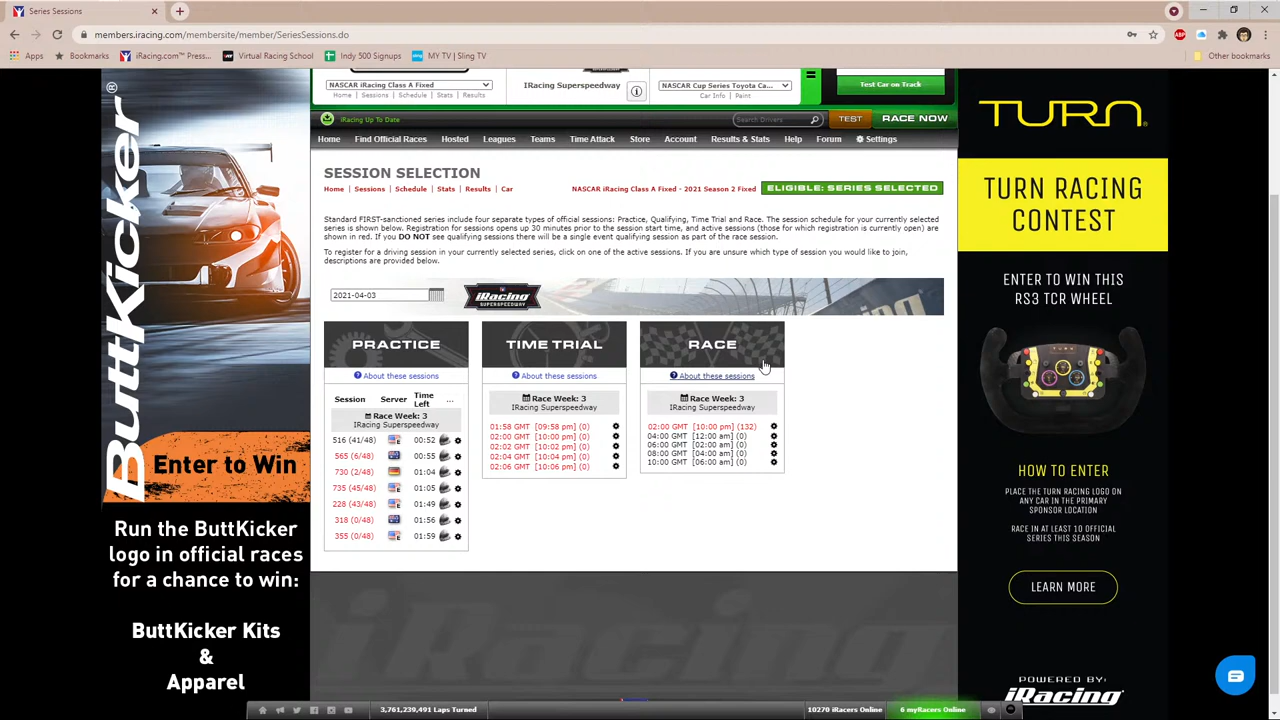 Series Sessions
members.iracing.com/membersite/member/SeriesSessions.do
Apps Bookmarks iRacing.com™ Press... Virtual Racing School Indy 500 Signups MY TV | Sling TV Other bookmarks
NASCAR iRacing Class A Fixed
Home | Sessions | Schedule | Stats | Results
IRacing Superspeedway
NASCAR Cup Series Toyota Ca...
Car Info | Paint
Test Car on Track
iRacing Up To Date
Search Drivers
TEST
RACE NOW
Home Find Official Races Hosted Leagues Teams Time Attack Store Account Results & Stats Help Forum Settings
SESSION SELECTION
Home | Sessions | Schedule | Stats | Results | Car
NASCAR iRacing Class A Fixed - 2021 Season 2 Fixed
ELIGIBLE: SERIES SELECTED
Standard FIRST-sanctioned series include four separate types of official sessions: Practice, Qualifying, Time Trial and Race. The session schedule for your currently selected
series is shown below. Registration for sessions opens up 30 minutes prior to the session start time, and active sessions (those for which registration is currently open) are
shown in red. If you DO NOT see qualifying sessions there will be a single event qualifying session as part of the race session.
To register for a driving session in your currently selected series, click on one of the active sessions. If you are unsure which type of session you would like to join,
descriptions are provided below.
2021-04-03
iRacing
SUPERSPEEDWAY
PRACTICE
About these sessions
Session Server Time Left ...
Race Week: 3
IRacing Superspeedway
516 (41/48) 00:52
565 (6/48) 00:55
730 (2/48) 01:04
735 (45/48) 01:05
228 (43/48) 01:49
318 (0/48) 01:56
355 (0/48) 01:59
TIME TRIAL
About these sessions
Race Week: 3
IRacing Superspeedway
01:58 GMT [09:58 pm] (0)
02:00 GMT [10:00 pm] (0)
02:02 GMT [10:02 pm] (0)
02:04 GMT [10:04 pm] (0)
02:06 GMT [10:06 pm] (0)
RACE
About these sessions
Race Week: 3
IRacing Superspeedway
02:00 GMT [10:00 pm] (132)
04:00 GMT [12:00 am] (0)
06:00 GMT [02:00 am] (0)
08:00 GMT [04:00 am] (0)
10:00 GMT [06:00 am] (0)
ButtKicker®
Enter to Win
Run the ButtKicker
logo in official races
for a chance to win:
ButtKicker Kits
&
Apparel
TURN
TURN RACING
CONTEST
ENTER TO WIN THIS
RS3 TCR WHEEL
HOW TO ENTER
PLACE THE TURN RACING LOGO ON
ANY CAR IN THE PRIMARY
SPONSOR LOCATION
RACE IN AT LEAST 10 OFFICIAL
SERIES THIS SEASON
LEARN MORE
POWERED BY:
iRacing
3,761,239,491 Laps Turned
10270 iRacers Online
6 myRacers Online